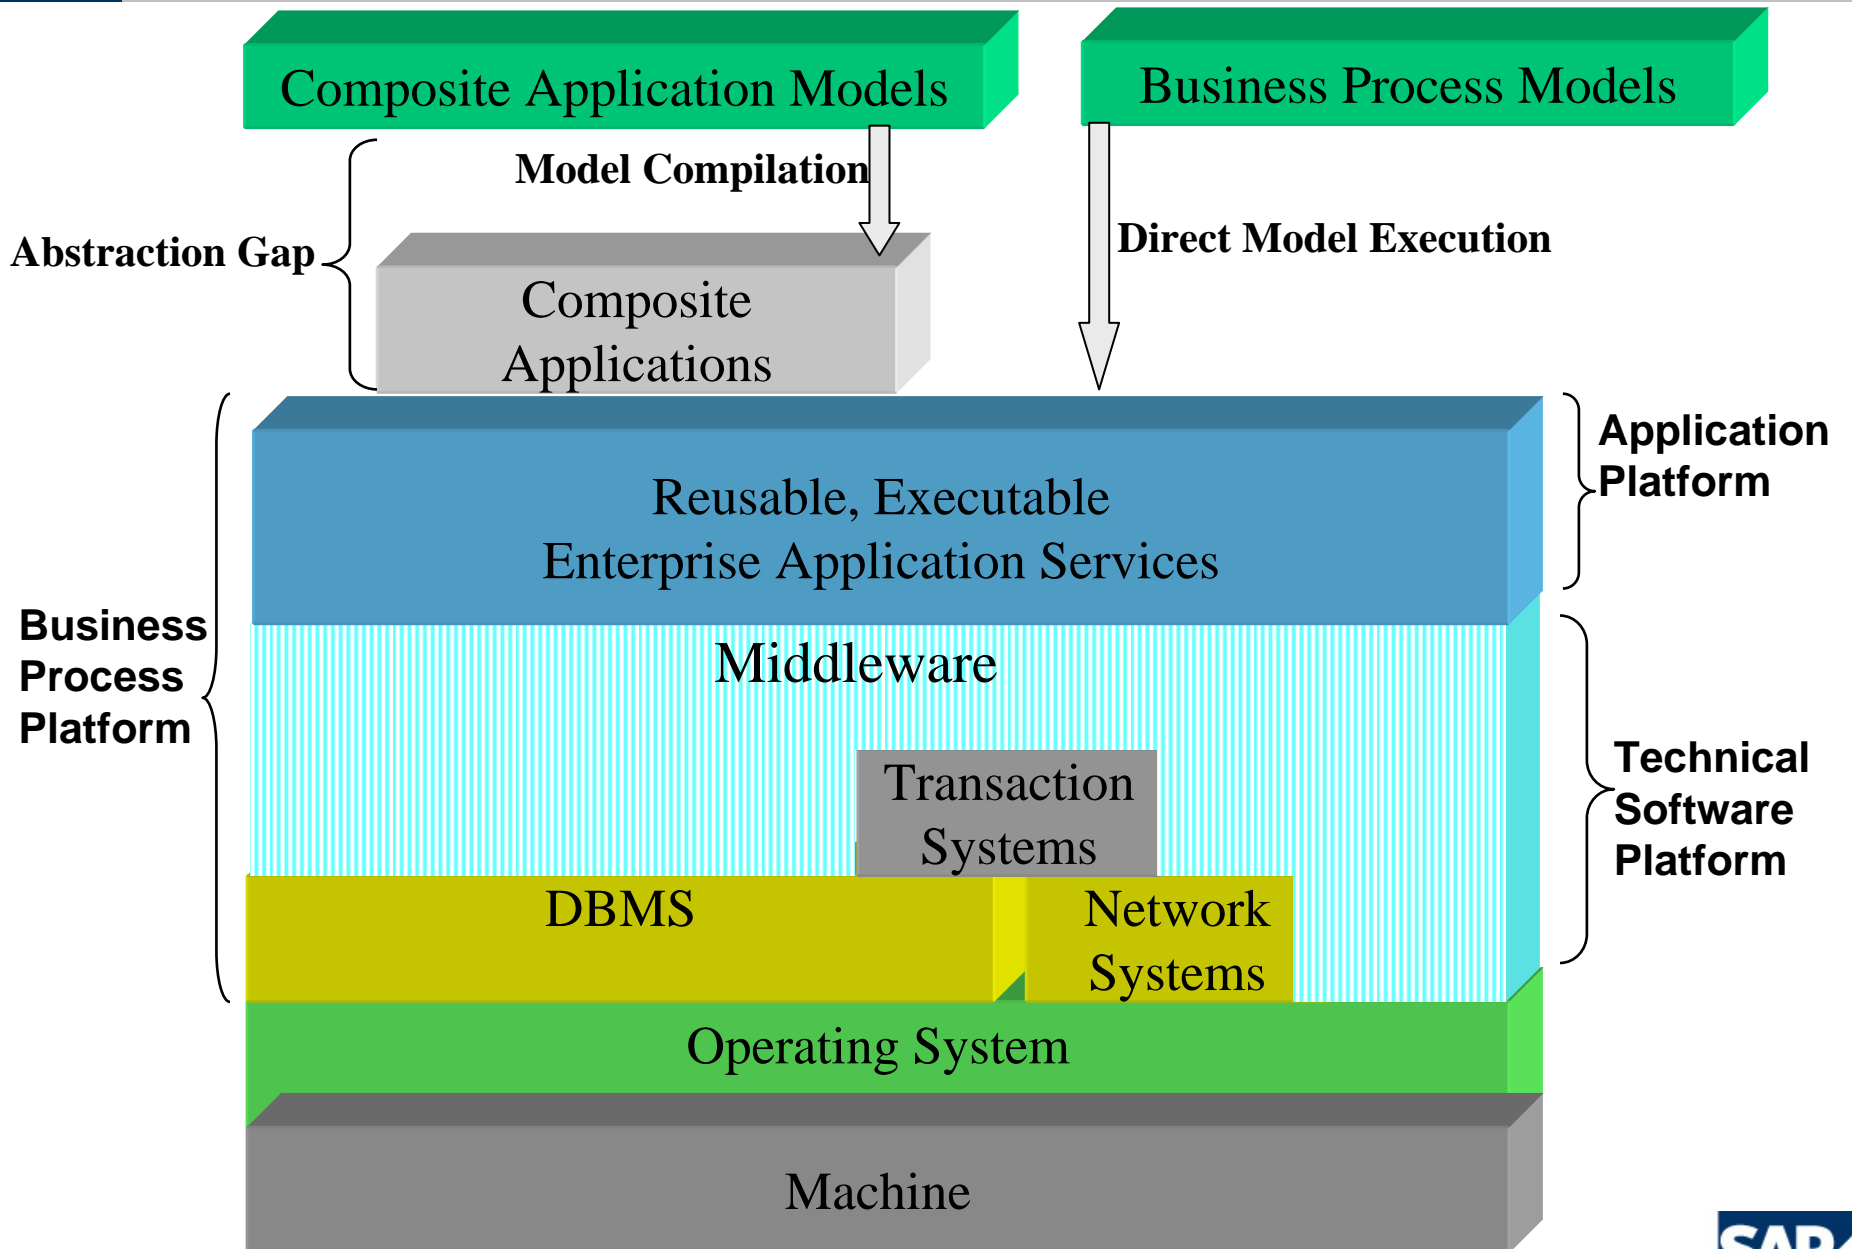 Composite Application Models
Business Process Models
Model Compilation
Abstraction Gap
Direct Model Execution
Composite
Applications
Application
Platform
Reusable, Executable
Enterprise Application Services
Business
Process
Platform
Middleware
Technical
Software
Platform
Transaction
Systems
DBMS
Network
Systems
Operating System
Machine
SAP